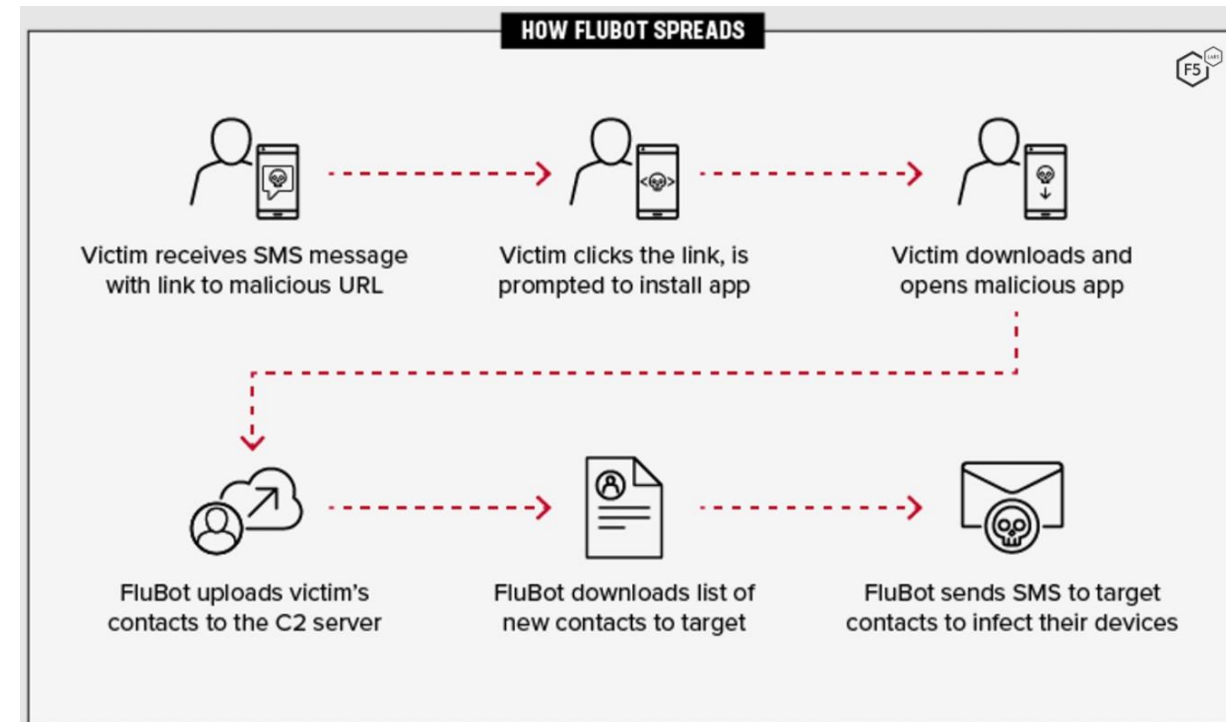 HOW FLUBOT SPREADS
F5 LABS
Victim receives SMS message
with link to malicious URL
Victim clicks the link, is
prompted to install app
Victim downloads and
opens malicious app
FluBot uploads victim's
contacts to the C2 server
FluBot downloads list of
new contacts to target
FluBot sends SMS to target
contacts to infect their devices